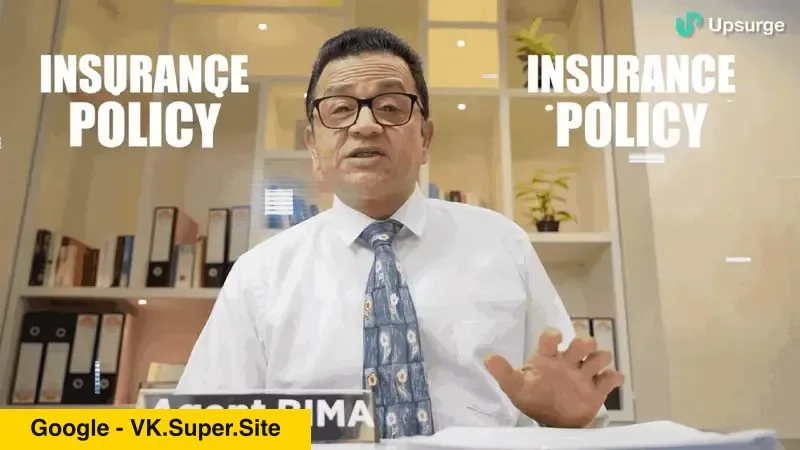 Upsurge
INSURANCE
POLICY
INSURANCE
POLICY
Agent BIMA
Google - VK.Super.Site